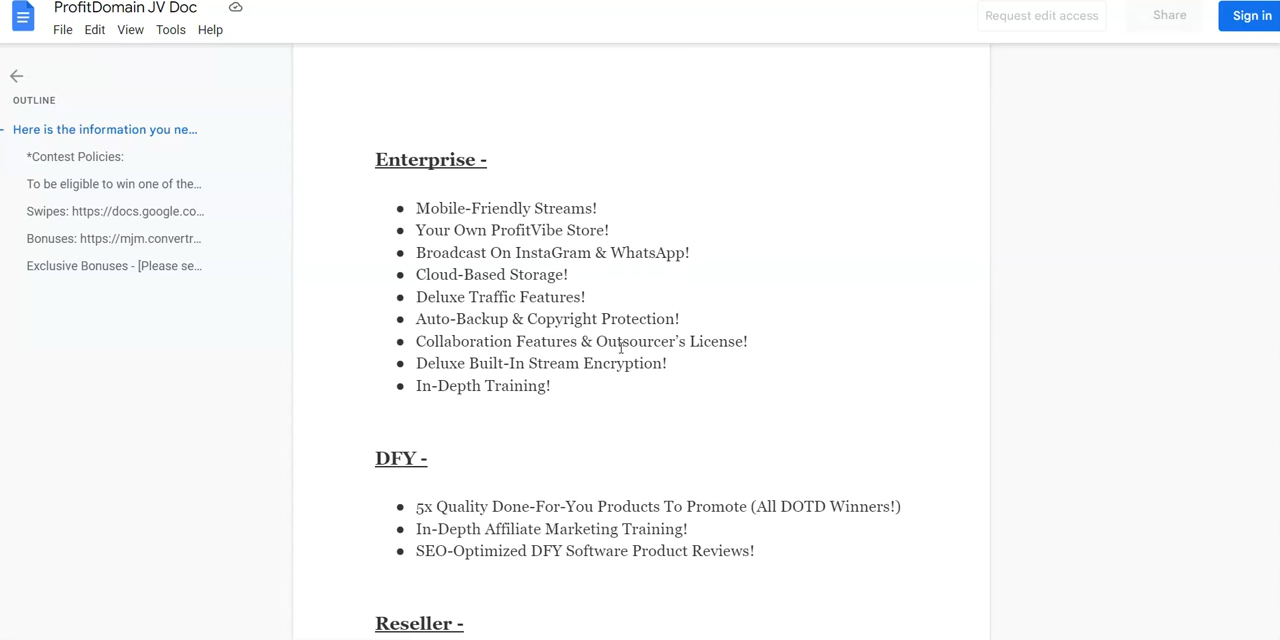 ProfitDomain JV Doc
File Edit View Tools Help
Request edit access
Share
Sign in
OUTLINE
Here is the information you ne...
*Contest Policies:
To be eligible to win one of the...
Swipes: https://docs.google.co...
Bonuses: https://mjm.convertr...
Exclusive Bonuses - [Please se...
Enterprise -
● Mobile-Friendly Streams!
● Your Own ProfitVibe Store!
● Broadcast On InstaGram & WhatsApp!
● Cloud-Based Storage!
● Deluxe Traffic Features!
● Auto-Backup & Copyright Protection!
● Collaboration Features & Outsourcer’s License!
● Deluxe Built-In Stream Encryption!
● In-Depth Training!
DFY -
● 5x Quality Done-For-You Products To Promote (All DOTD Winners!)
● In-Depth Affiliate Marketing Training!
● SEO-Optimized DFY Software Product Reviews!
Reseller -